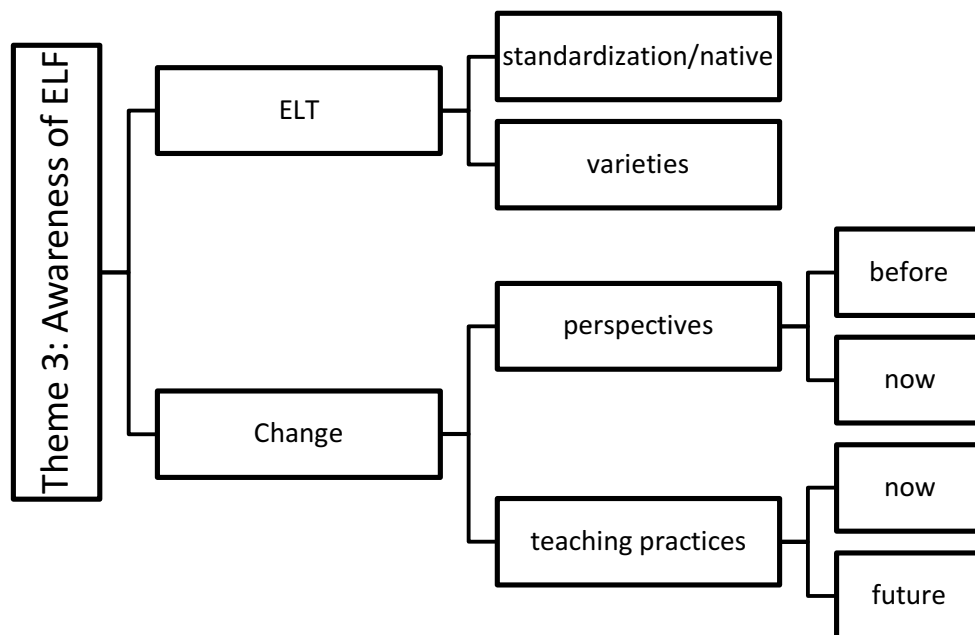 Theme 3: Awareness of ELF
ELT
standardization/native
varieties
Change
perspectives
before
now
teaching practices
now
future